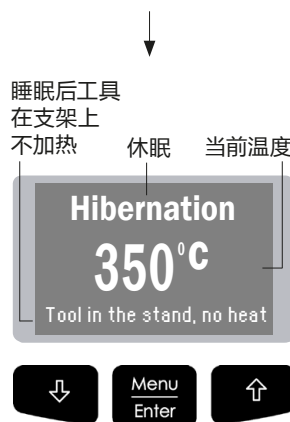 睡眠后工具
在支架上
不加热
休眠
当前温度
Hibernation
350°C
Tool in the stand, no heat
Menu
Enter